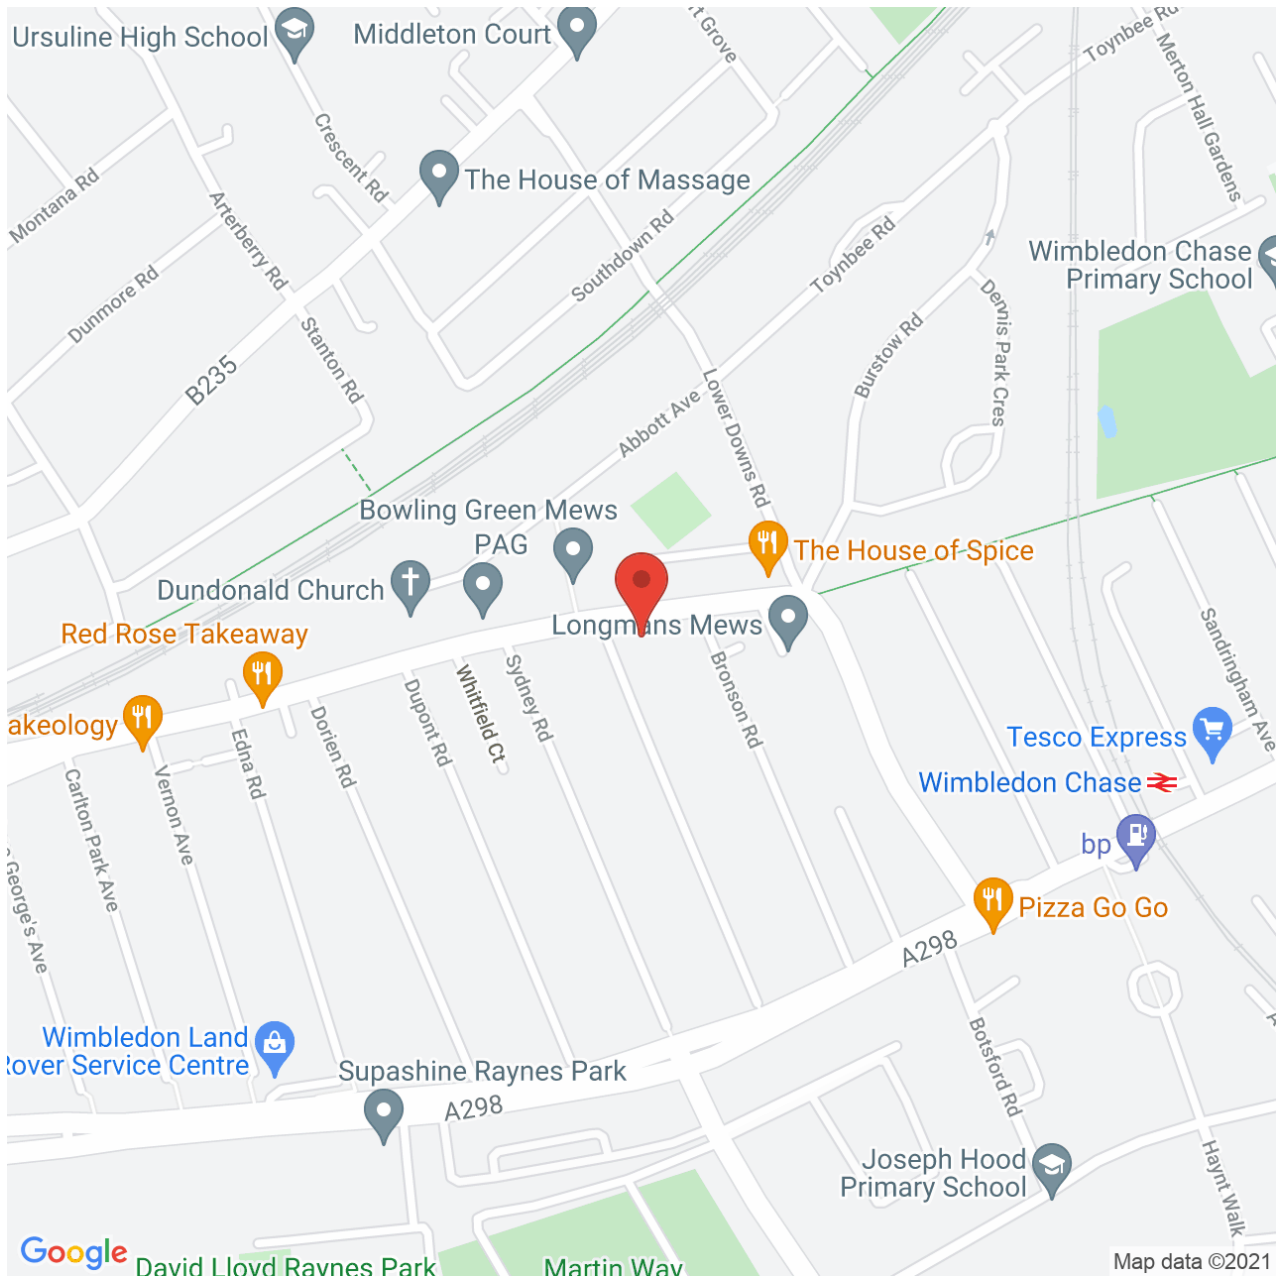 Ursuline High School
Middleton Court
rt Grove
Toynbee Rd
Merton Hall Gardens
Crescent Rd
The House of Massage
Montana Rd
Arterberry Rd
Southdown Rd
Toynbee Rd
Wimbledon Chase
Primary School
Dunmore Rd
Stanton Rd
Dennis Park Cres
Burstow Rd
B235
Lower Downs Rd
Abbott Ave
Bowling Green Mews
PAG
The House of Spice
Dundonald Church
Longmans Mews
Red Rose Takeaway
Sandringham Ave
Bronson Rd
Sydney Rd
Whitfield Ct
Dupont Rd
Dorien Rd
Edna Rd
akeology
Tesco Express
Wimbledon Chase
Vernon Ave
Carlton Park Ave
bp
George's Ave
Pizza Go Go
A298
Wimbledon Land
Rover Service Centre
Supashine Raynes Park
A298
Botsford Rd
Joseph Hood
Primary School
Haynt Walk
Google
David Lloyd Raynes Park
Martin Way
Map data ©2021